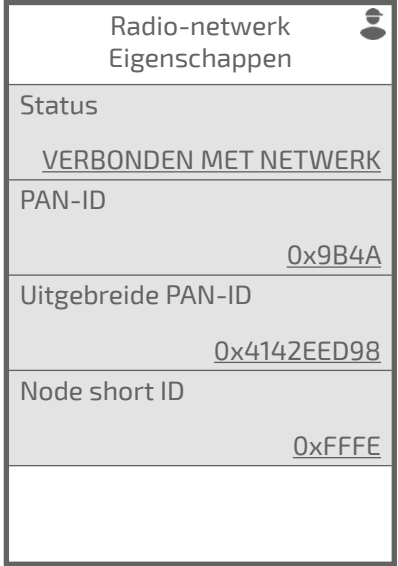 Radio-netwerk
Eigenschappen
Status
VERBONDEN MET NETWERK
PAN-ID
0x9B4A
Uitgebreide PAN-ID
0x4142EED98
Node short ID
0xFFFE